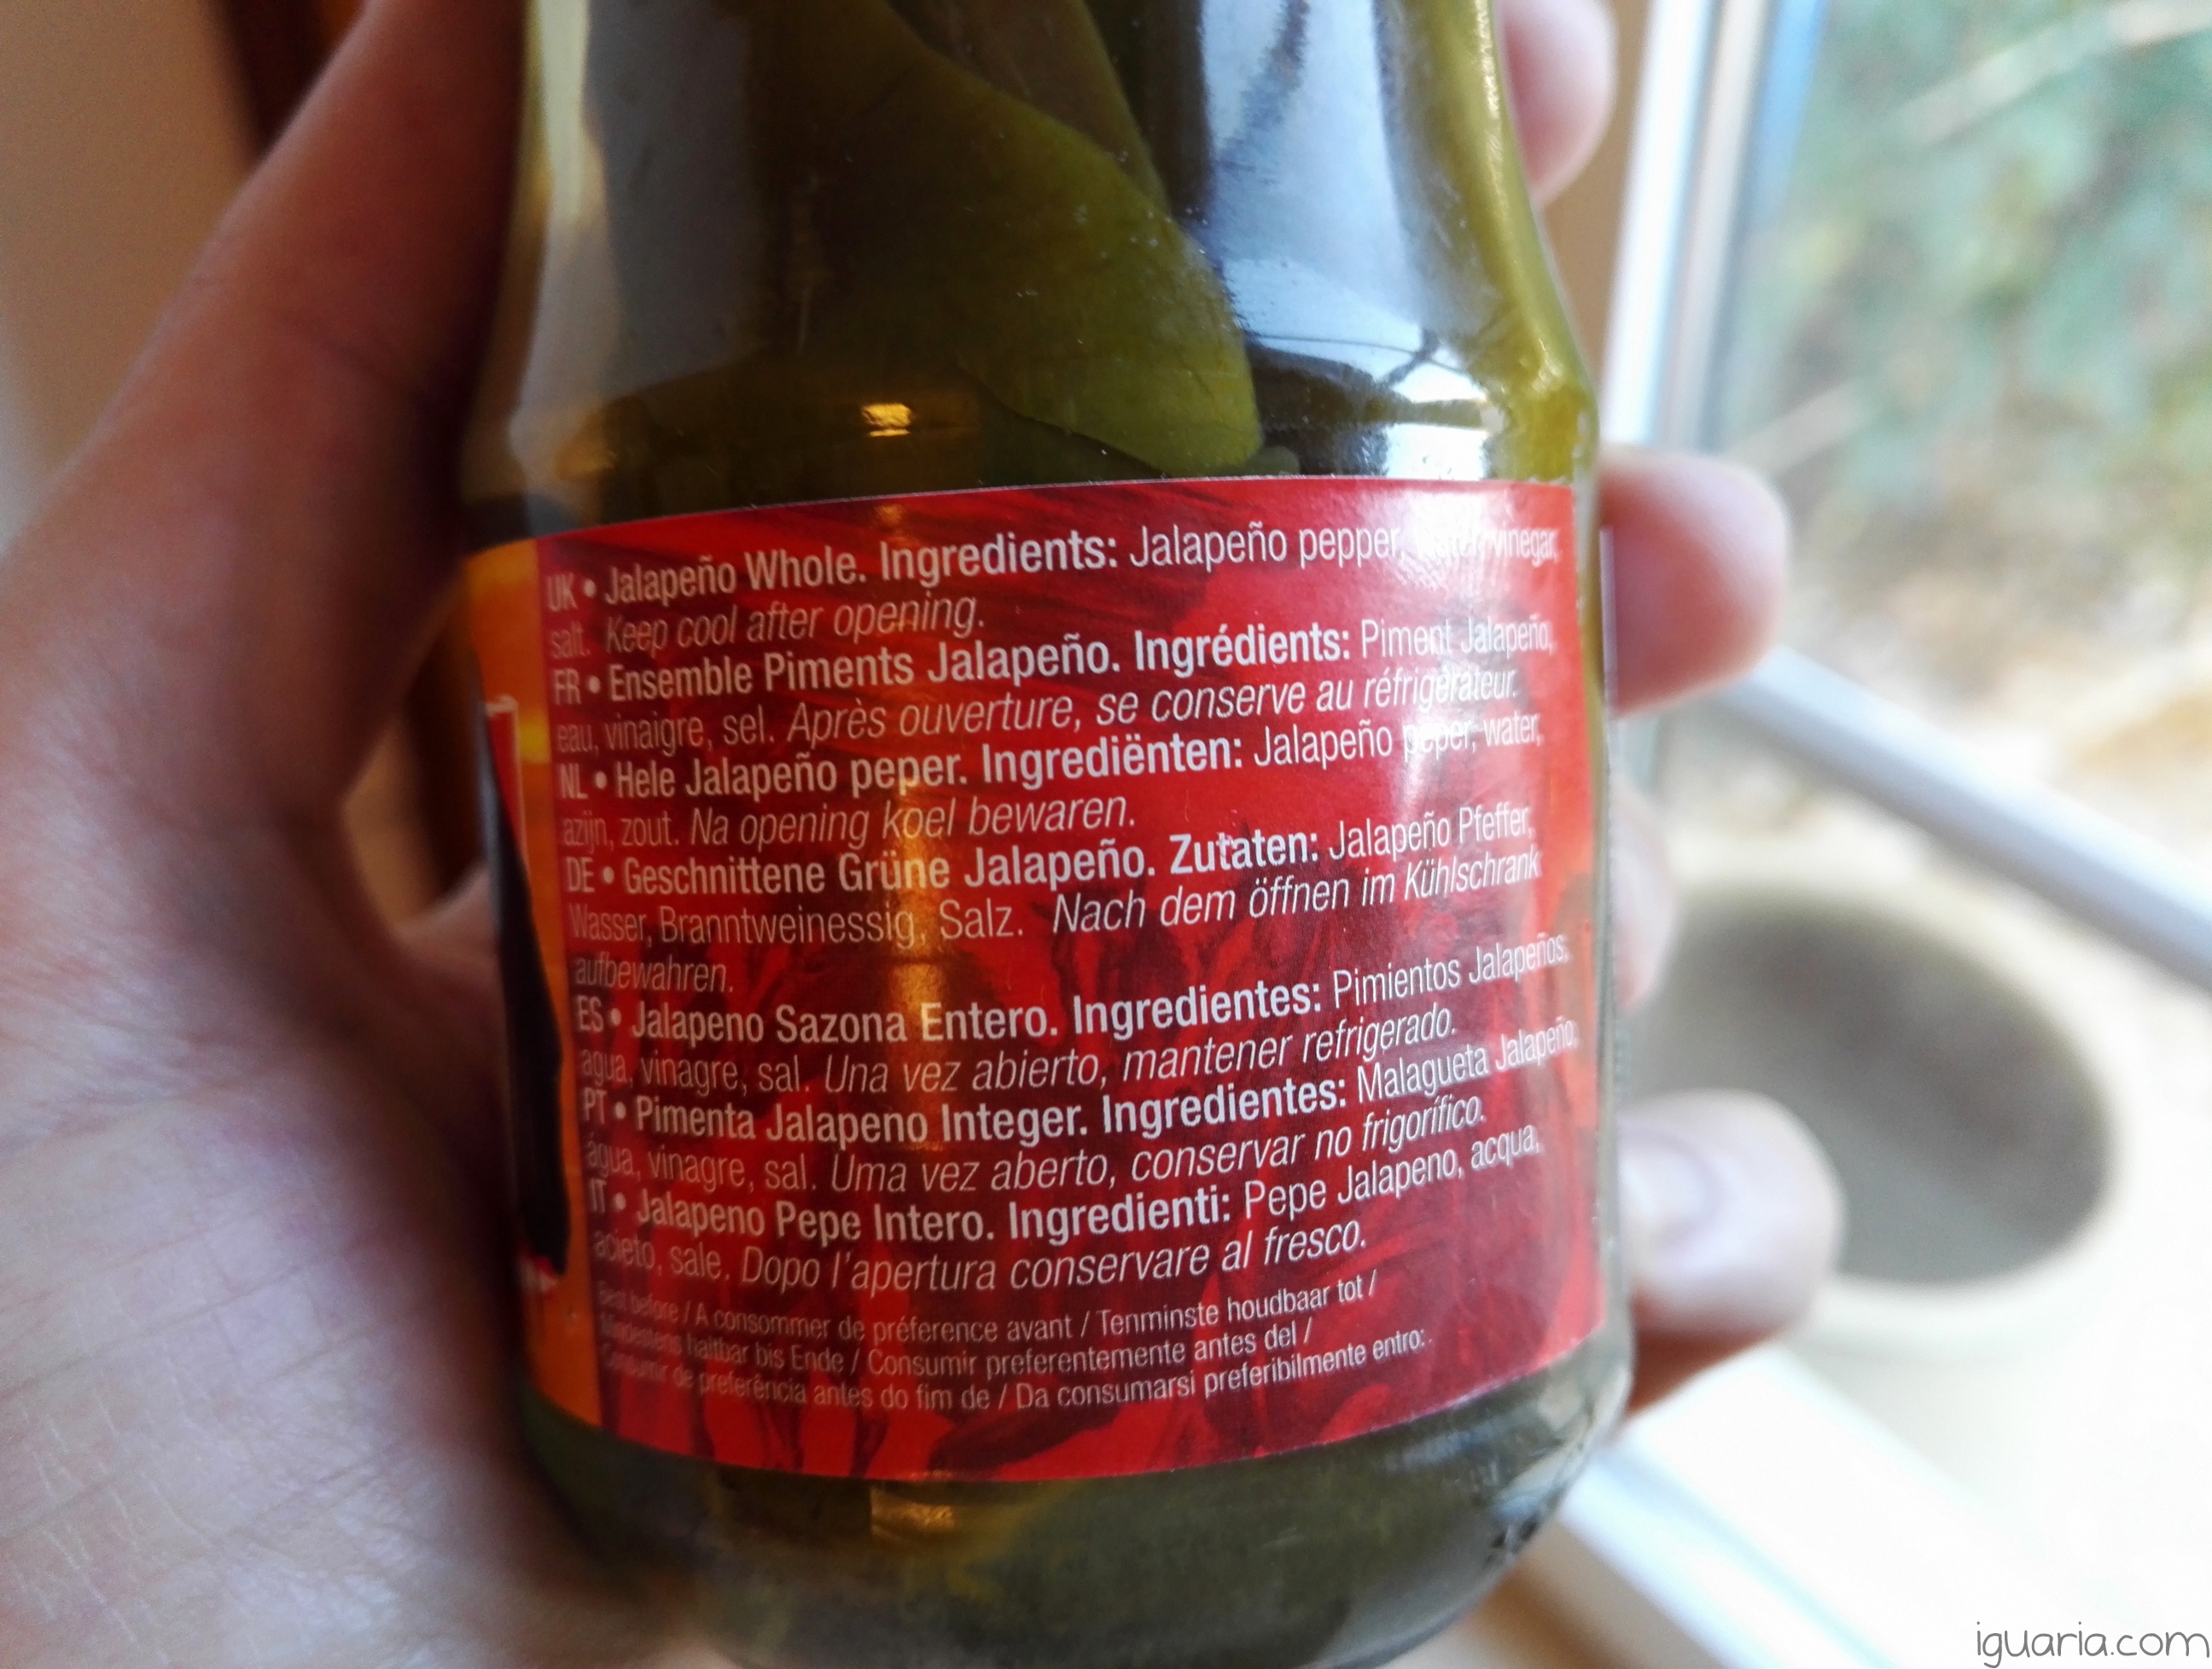 UK • Jalapeño Whole. Ingredients: Jalapeño pepper, water, vinegar,
salt. Keep cool after opening.
FR • Ensemble Piments Jalapeño. Ingrédients: Piment Jalapeño,
eau, vinaigre, sel. Après ouverture, se conserve au réfrigérateur.
NL • Hele Jalapeño peper. Ingrediënten: Jalapeño peper, water,
azijn, zout. Na opening koel bewaren.
DE • Geschnittene Grüne Jalapeño. Zutaten: Jalapeño Pfeffer,
Wasser, Branntweinessig, Salz. Nach dem öffnen im Kühlschrank
aufbewahren.
ES • Jalapeno Sazona Entero. Ingredientes: Pimientos Jalapeños,
agua, vinagre, sal. Una vez abierto, mantener refrigerado.
PT • Pimenta Jalapeno Integer. Ingredientes: Malagueta Jalapeño,
água, vinagre, sal. Uma vez aberto, conservar no frigorífico.
IT • Jalapeno Pepe Intero. Ingredienti: Pepe Jalapeno, acqua,
acieto, sale. Dopo l'apertura conservare al fresco.
Best before / A consommer de préference avant / Tenminste houdbaar tot /
Mindestens haltbar bis Ende / Consumir preferentemente antes del /
Consumir de preferência antes do fim de / Da consumarsi preferibilmente entro:
iguaria.com